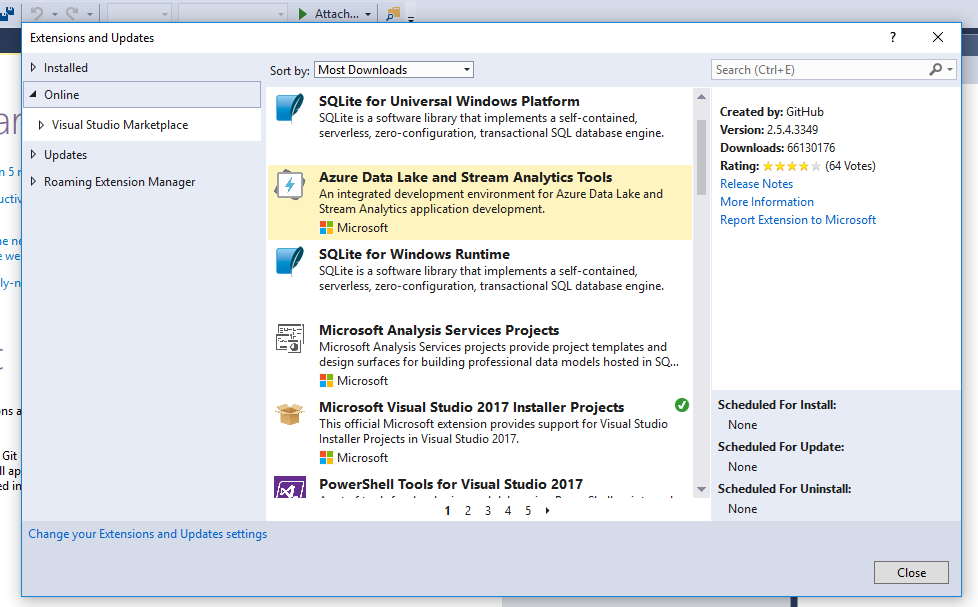 Attach...
Extensions and Updates
?
Installed
Online
Visual Studio Marketplace
Updates
Roaming Extension Manager
Sort by: Most Downloads
SQLite for Universal Windows Platform
SQLite is a software library that implements a self-contained,
serverless, zero-configuration, transactional SQL database engine.
Azure Data Lake and Stream Analytics Tools
An integrated development environment for Azure Data Lake and
Stream Analytics application development.
Microsoft
SQLite for Windows Runtime
SQLite is a software library that implements a self-contained,
serverless, zero-configuration, transactional SQL database engine.
Microsoft Analysis Services Projects
Microsoft Analysis Services projects provide project templates and
design surfaces for building professional data models hosted in SQ...
Microsoft
Microsoft Visual Studio 2017 Installer Projects
This official Microsoft extension provides support for Visual Studio
Installer Projects in Visual Studio 2017.
Microsoft
PowerShell Tools for Visual Studio 2017
1 2 3 4 5
Search (Ctrl+E)
Created by: GitHub
Version: 2.5.4.3349
Downloads: 66130176
Rating: (64 Votes)
Release Notes
More Information
Report Extension to Microsoft
Scheduled For Install:
None
Scheduled For Update:
None
Scheduled For Uninstall:
None
Change your Extensions and Updates settings
Close
Git